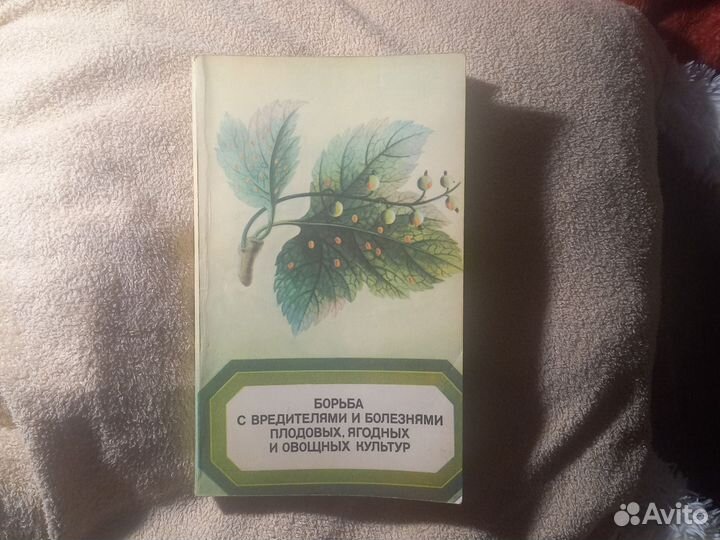 БОРЬБА
С ВРЕДИТЕЛЯМИ И БОЛЕЗНЯМИ
ПЛОДОВЫХ, ЯГОДНЫХ
И ОВОЩНЫХ КУЛЬТУР
Avito